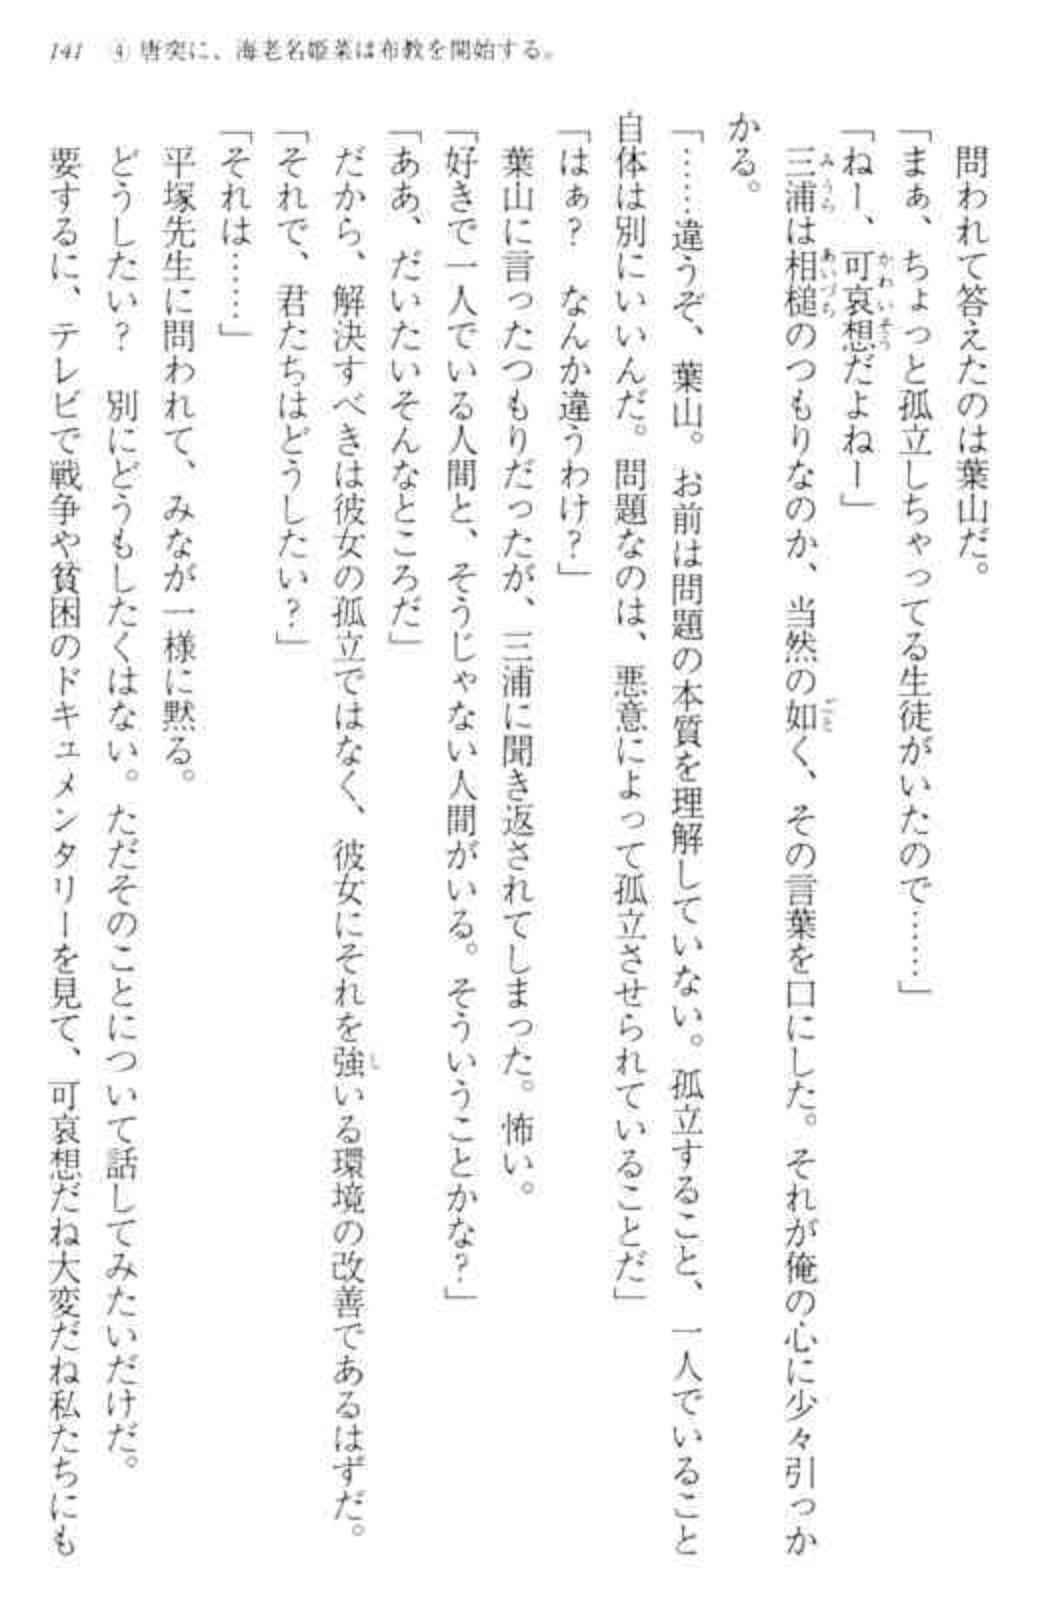 141　④ 唐突に、海老名姫菜は布教を開始する。
　問われて答えたのは葉山だ。
「まぁ、ちょっと孤立しちゃってる生徒がいたので……」
「ねー、可哀想だよねー」
　三浦は相槌のつもりなのか、当然の如く、その言葉を口にした。それが俺の心に少々引っか
かる。
「……違うぞ、葉山。お前は問題の本質を理解していない。孤立すること、一人でいること
自体は別にいいんだ。問題なのは、悪意によって孤立させられていることだ」
「はぁ？　なんか違うわけ？」
　葉山に言ったつもりだったが、三浦に聞き返されてしまった。怖い。
「好きで一人でいる人間と、そうじゃない人間がいる。そういうことかな？」
「ああ、だいたいそんなところだ」
　だから、解決すべきは彼女の孤立ではなく、彼女にそれを強いる環境の改善であるはずだ。
「それで、君たちはどうしたい？」
「それは……」
　平塚先生に問われて、みなが一様に黙る。
　どうしたい？　別にどうもしたくはない。ただそのことについて話してみたいだけだ。
　要するに、テレビで戦争や貧困のドキュメンタリーを見て、可哀想だね大変だね私たちにも